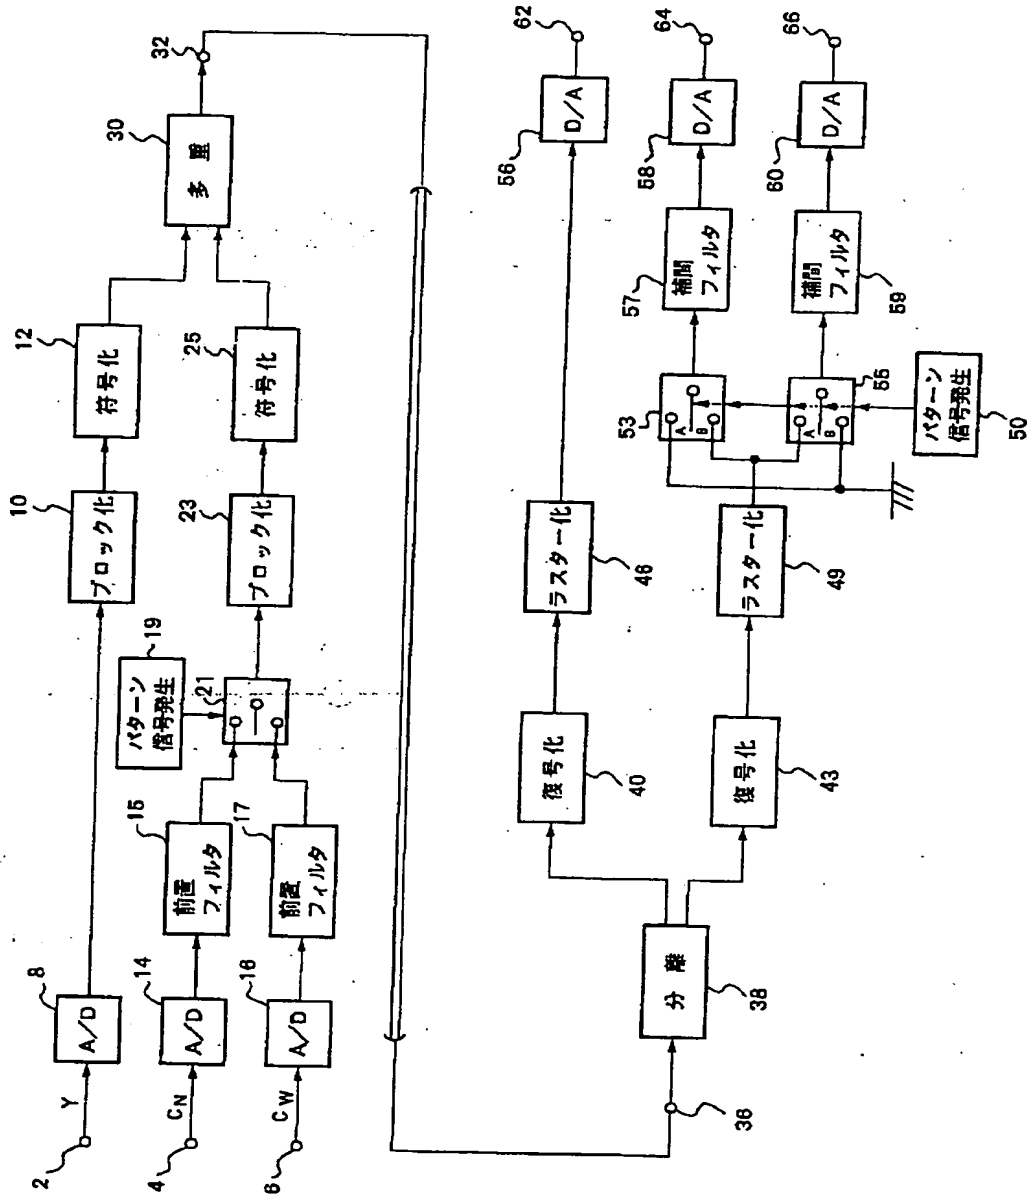 2
Y
8
A/D
10
ブロック化
12
符号化
4
CN
14
A/D
15
前置
フィルタ
6
CW
16
A/D
17
前置
フィルタ
19
パターン
信号発生
21
23
ブロック化
25
符号化
30
多重
32
36
38
分離
40
復号化
43
復号化
46
ラスター化
49
ラスター化
50
パターン
信号発生
53
A
B
55
A
B
56
D/A
62
57
補間
フィルタ
58
D/A
64
59
補間
フィルタ
60
D/A
66